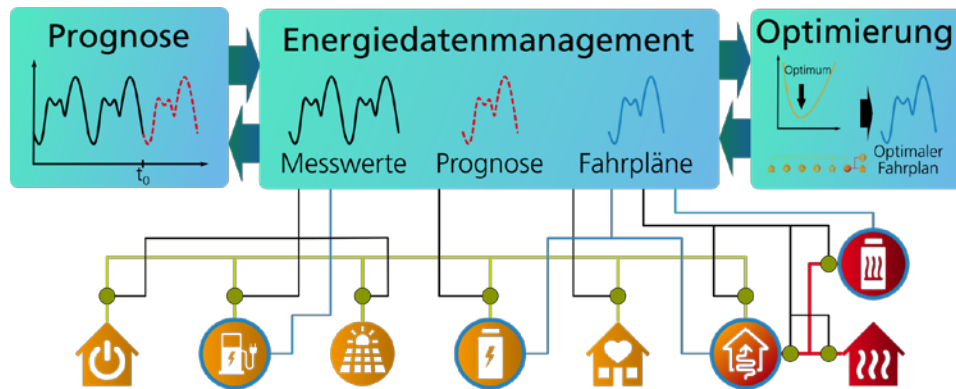 Prognose
t0
Energiedatenmanagement
Messwerte
Prognose
Fahrpläne
Optimierung
Optimum
Optimaler
Fahrplan